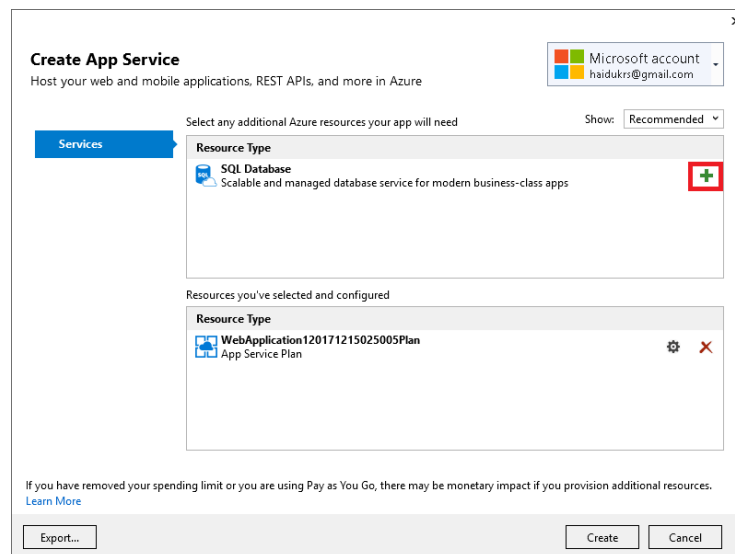 Create App Service
Host your web and mobile applications, REST APIs, and more in Azure
Microsoft account
haidukrs@gmail.com
Select any additional Azure resources your app will need
Show: Recommended
Services
Resource Type
SQL Database
Scalable and managed database service for modern business-class apps
Resources you've selected and configured
Resource Type
WebApplication120171215025005Plan
App Service Plan
If you have removed your spending limit or you are using Pay as You Go, there may be monetary impact if you provision additional resources.
Learn More
Export...
Create
Cancel